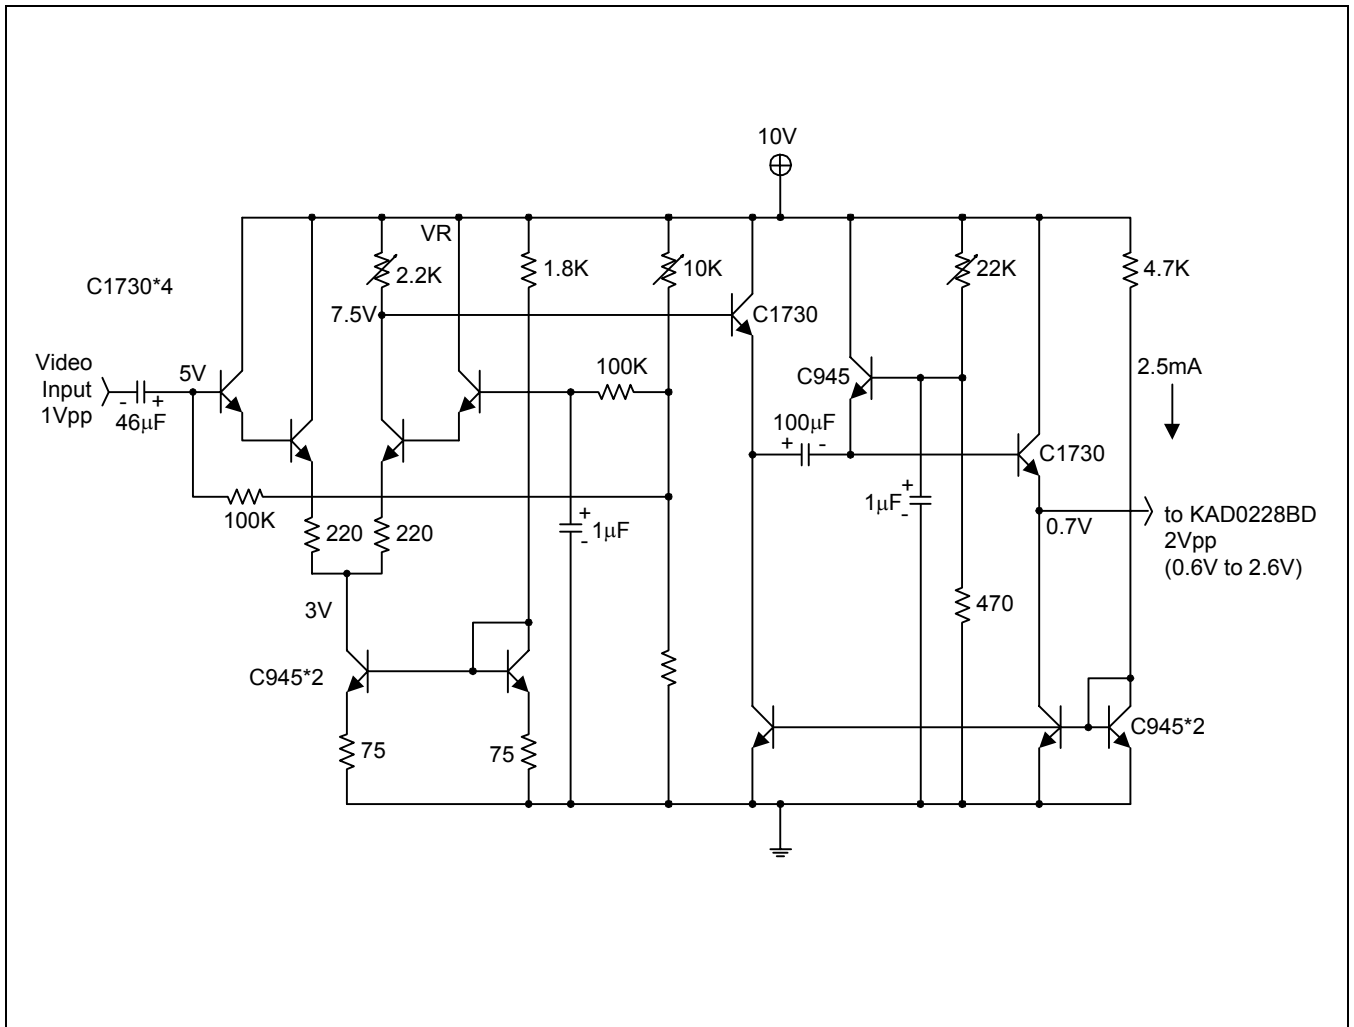 10V
VR
2.2K
1.8K
10K
22K
4.7K
C1730*4
7.5V
C1730
Video
Input
1Vpp
5V
- +
46μF
100K
C945
2.5mA
100μF
+ -
C1730
100K
220
220
+
1μF
-
+
1μF
-
0.7V
to KAD0228BD
2Vpp
(0.6V to 2.6V)
3V
470
C945*2
C945*2
75
75